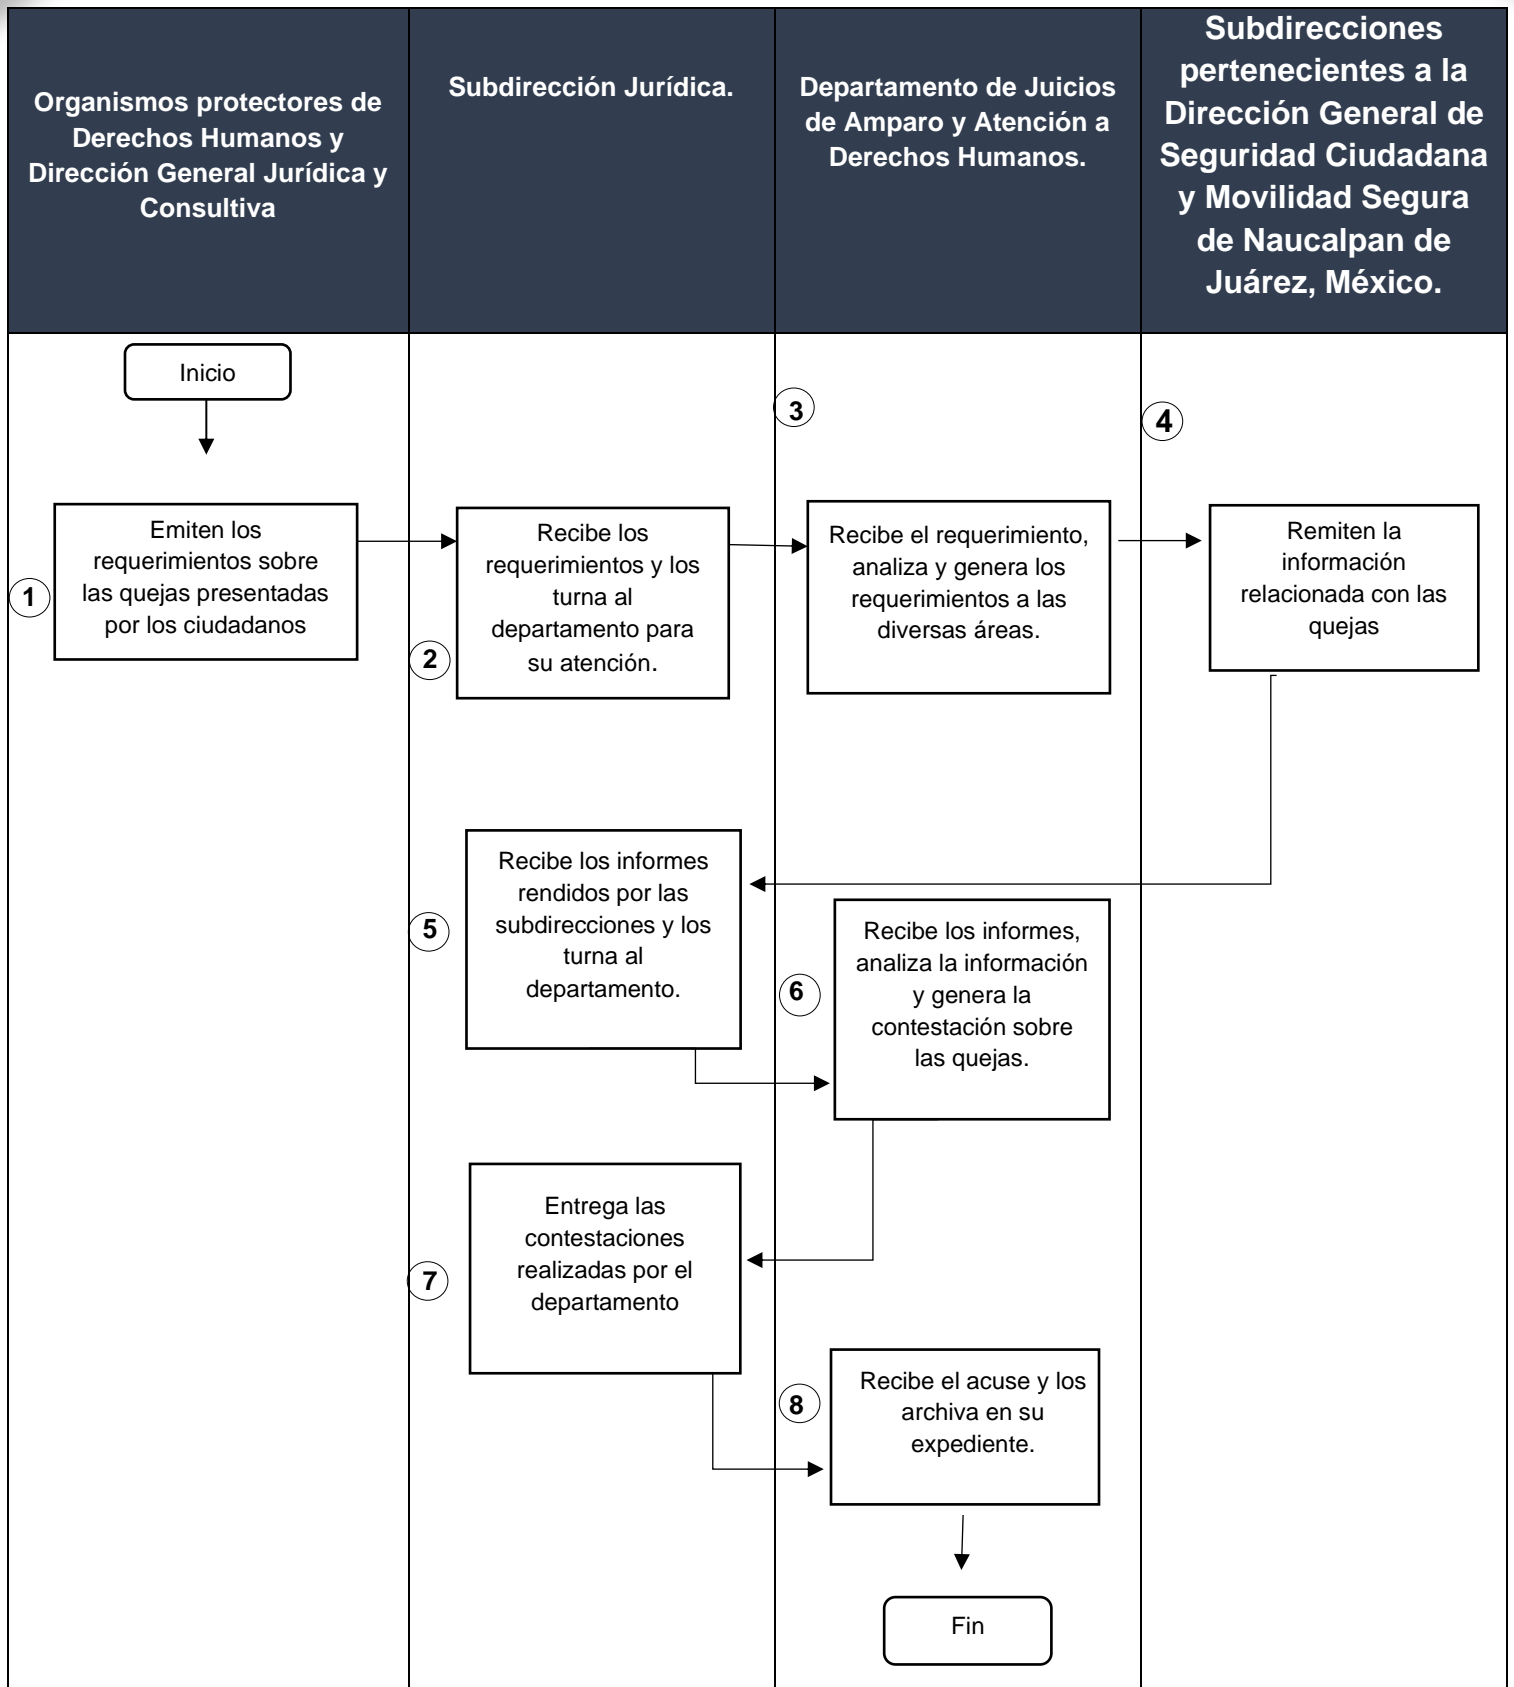 Organismos protectores de
Derechos Humanos y
Dirección General Jurídica y
Consultiva
Subdirección Jurídica.
Departamento de Juicios
de Amparo y Atención a
Derechos Humanos.
Subdirecciones
pertenecientes a la
Dirección General de
Seguridad Ciudadana
y Movilidad Segura
de Naucalpan de
Juárez, México.
Inicio
1
Emiten los
requerimientos sobre
las quejas presentadas
por los ciudadanos
2
Recibe los
requerimientos y los
turna al
departamento para
su atención.
3
Recibe el requerimiento,
analiza y genera los
requerimientos a las
diversas áreas.
4
Remiten la
información
relacionada con las
quejas
5
Recibe los informes
rendidos por las
subdirecciones y los
turna al
departamento.
6
Recibe los informes,
analiza la información
y genera la
contestación sobre
las quejas.
7
Entrega las
contestaciones
realizadas por el
departamento
8
Recibe el acuse y los
archiva en su
expediente.
Fin